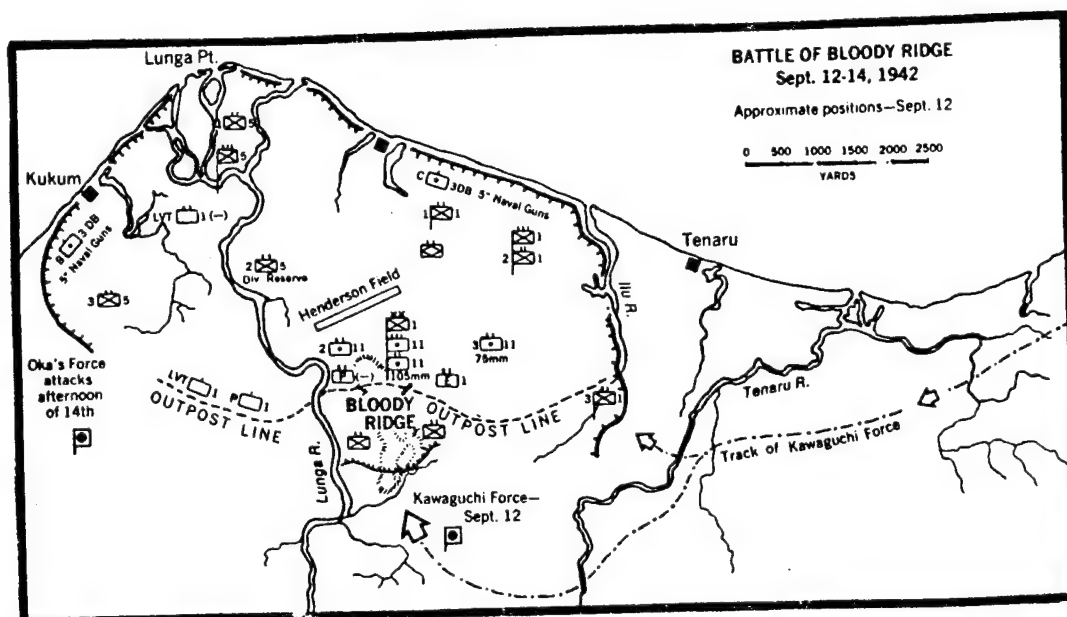 BATTLE OF BLOODY RIDGE
Sept. 12-14, 1942
Approximate positions—Sept. 12
0 500 1000 1500 2000 2500
YARDS
Lunga Pt.
5
5
Kukum
LVT 1 (—)
B 3 DB
5" Naval Guns
3 5
C 3DB 5" Naval Guns
1 1
1
2 1
Tenaru
Ilu R.
2 5
Div Reserve
Henderson Field
1
2 11
11
11
105mm
3 11
75mm
(—)
1
Oka's Force
attacks
afternoon
of 14th
LVT 1
P 1
OUTPOST LINE
BLOODY
RIDGE
OUTPOST LINE
3 1
Tenaru R.
Track of Kawaguchi Force
Lunga R.
Kawaguchi Force—
Sept. 12